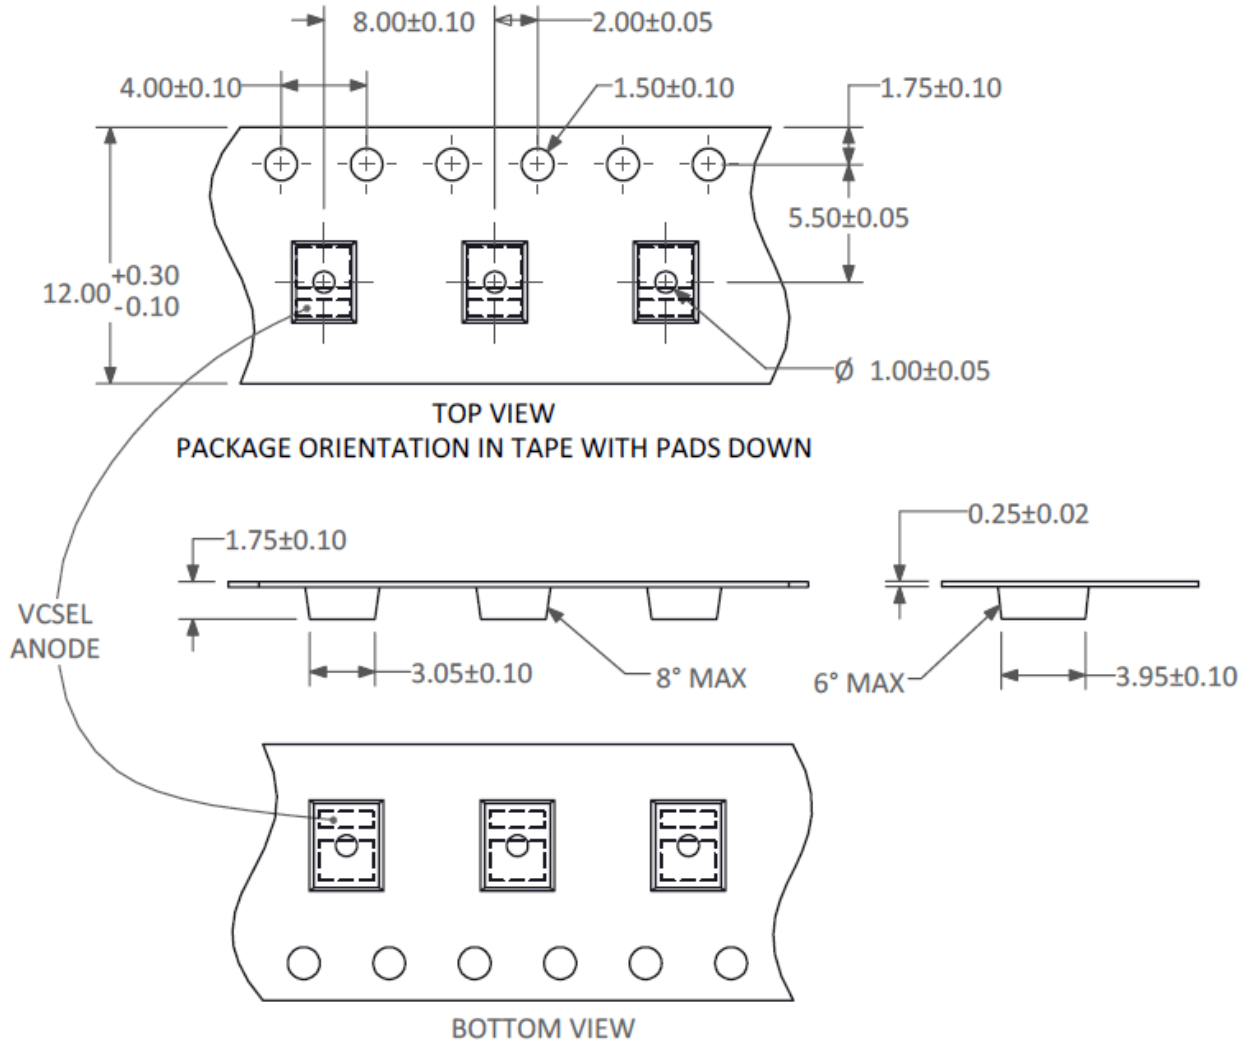 8.00±0.10
2.00±0.05
4.00±0.10
1.50±0.10
1.75±0.10
5.50±0.05
12.00 +0.30
-0.10
Ø 1.00±0.05
TOP VIEW
PACKAGE ORIENTATION IN TAPE WITH PADS DOWN
0.25±0.02
1.75±0.10
VCSEL
ANODE
3.05±0.10
8° MAX
6° MAX
3.95±0.10
BOTTOM VIEW